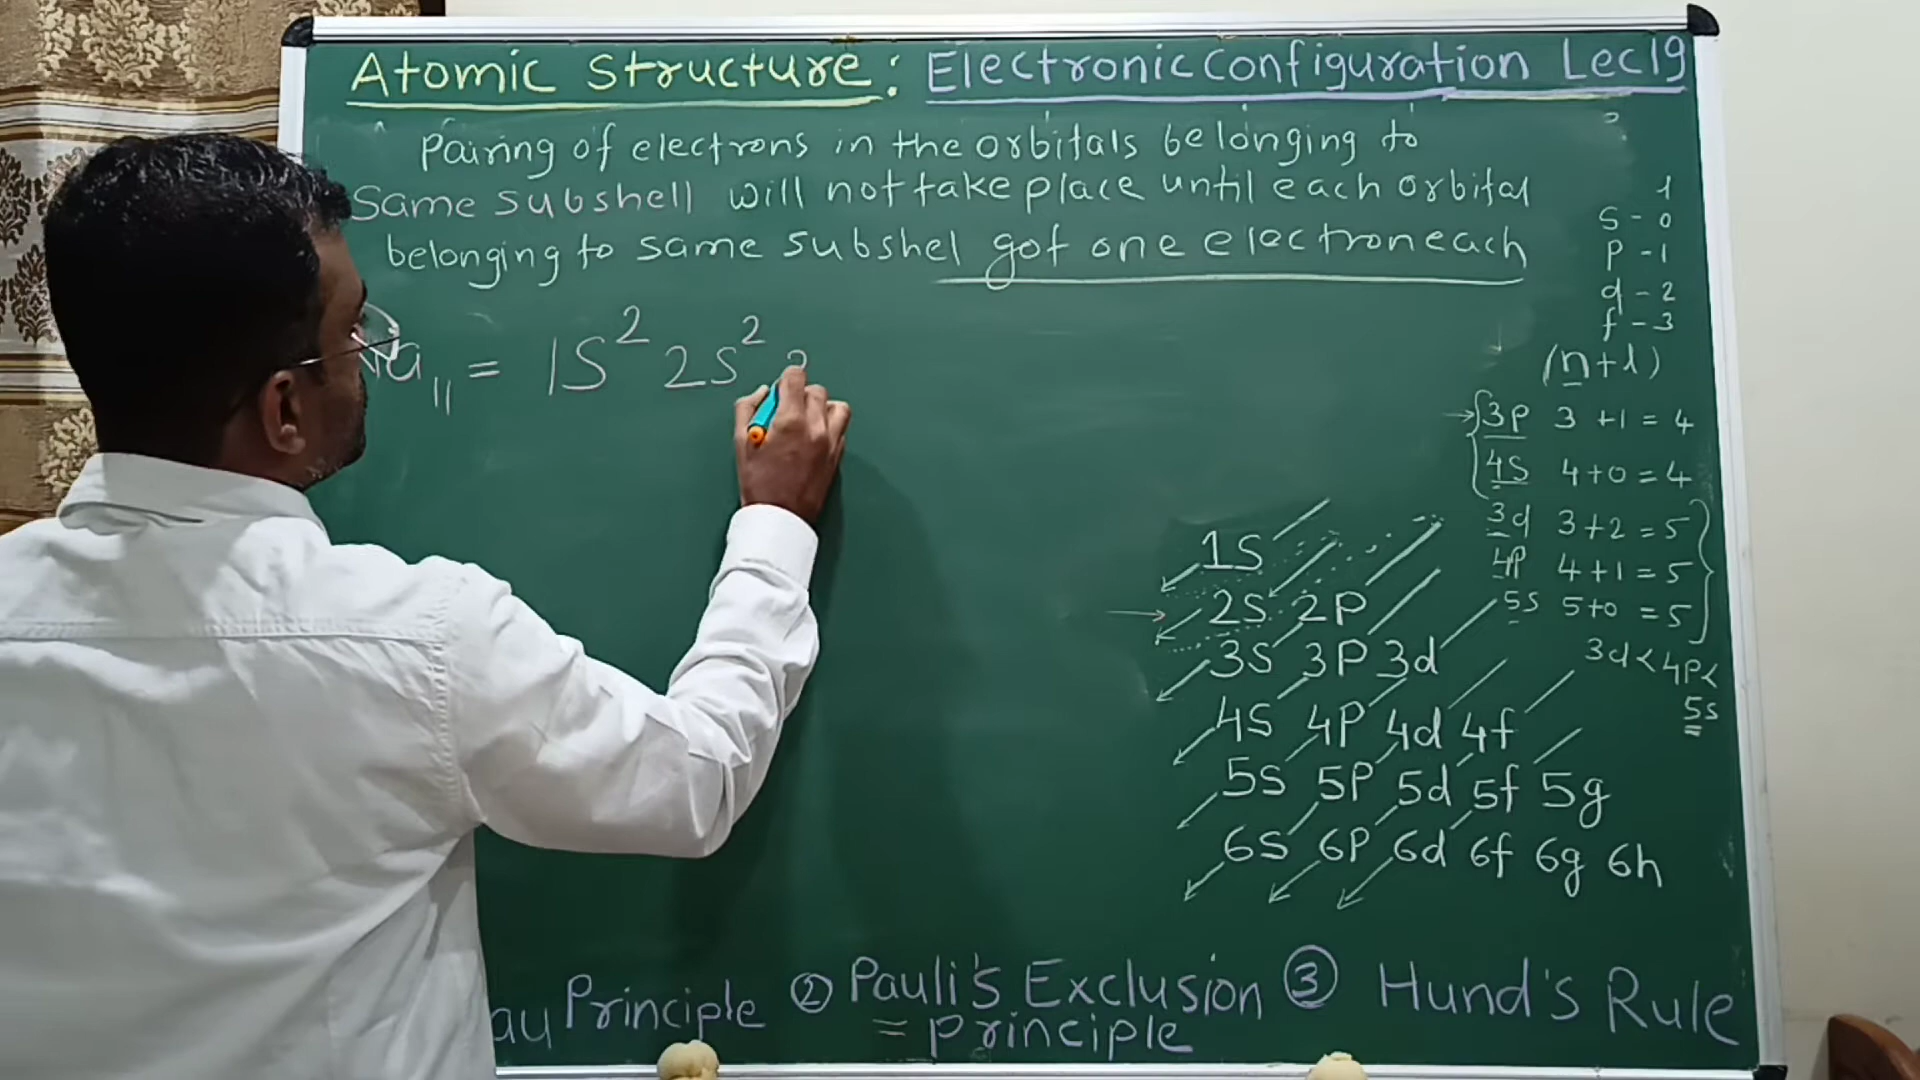 Atomic Structure: Electronic Configuration Lec 19
Pairing of electrons in the orbitals belonging to
Same subshell will not take place until each orbital
belonging to same subshel got one electron each
a₁₁ = 1S² 2S² 2
l
S - 0
P - 1
d - 2
f - 3
(n+l)
→ 3P 3 +1 = 4
4S 4+0 = 4
3d 3+2 = 5
4P 4+1 = 5
5S 5+0 = 5
3d < 4P <
5s
1S
→ 2S 2P
3S 3P 3d
4S 4P 4d 4f
5S 5P 5d 5f 5g
6S 6P 6d 6f 6g 6h
au Principle ② Pauli's Exclusion ③ Hund's Rule
= principle